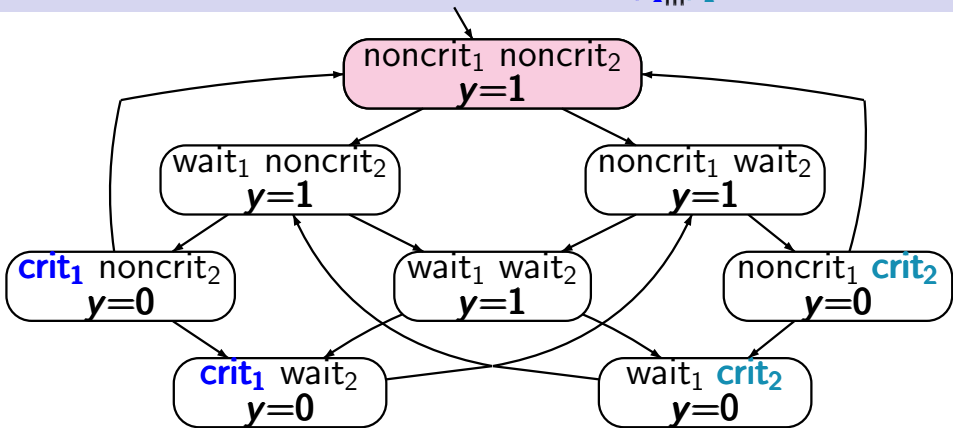 noncrit₁ noncrit₂
y=1
wait₁ noncrit₂
y=1
noncrit₁ wait₂
y=1
crit₁ noncrit₂
y=0
wait₁ wait₂
y=1
noncrit₁ crit₂
y=0
crit₁ wait₂
y=0
wait₁ crit₂
y=0